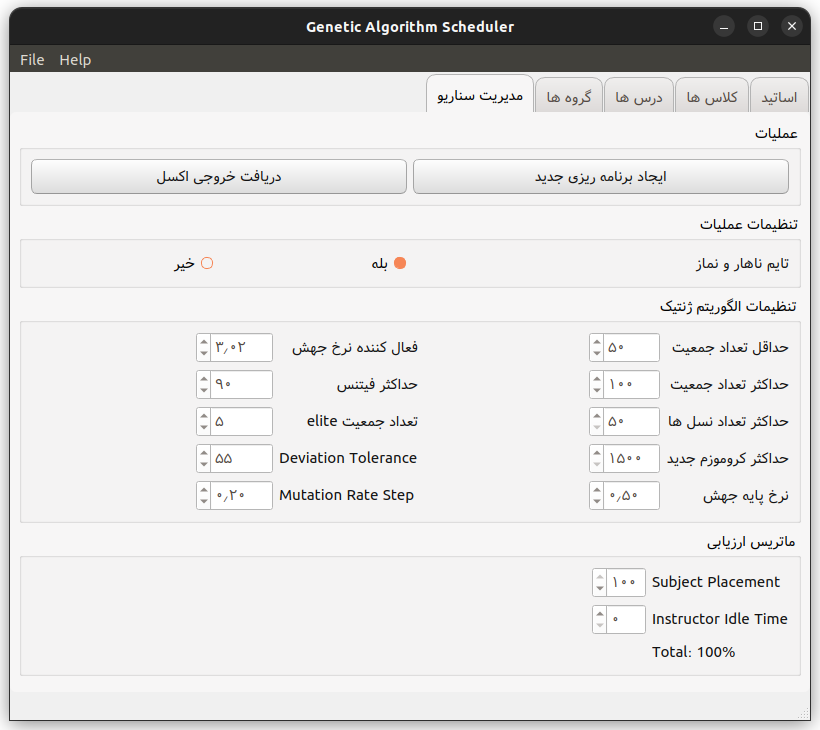 Genetic Algorithm Scheduler
File Help
اساتید
کلاس ها
درس ها
گروه ها
مدیریت سناریو
عملیات
ایجاد برنامه ریزی جدید
دریافت خروجی اکسل
تنظیمات عملیات
تایم ناهار و نماز
بله
خیر
تنظیمات الگوریتم ژنتیک
حداقل تعداد جمعیت ۵۰
فعال کننده نرخ جهش ۳٫۰۲
حداکثر تعداد جمعیت ۱۰۰
حداکثر فیتنس ۹۰
حداکثر تعداد نسل ها ۵۰
تعداد جمعیت elite ۵
حداکثر کروموزم جدید ۱۵۰۰
Deviation Tolerance ۵۵
نرخ پایه جهش ۰٫۵۰
Mutation Rate Step ۰٫۲۰
ماتریس ارزیابی
۱۰۰ Subject Placement
۰ Instructor Idle Time
Total: 100%